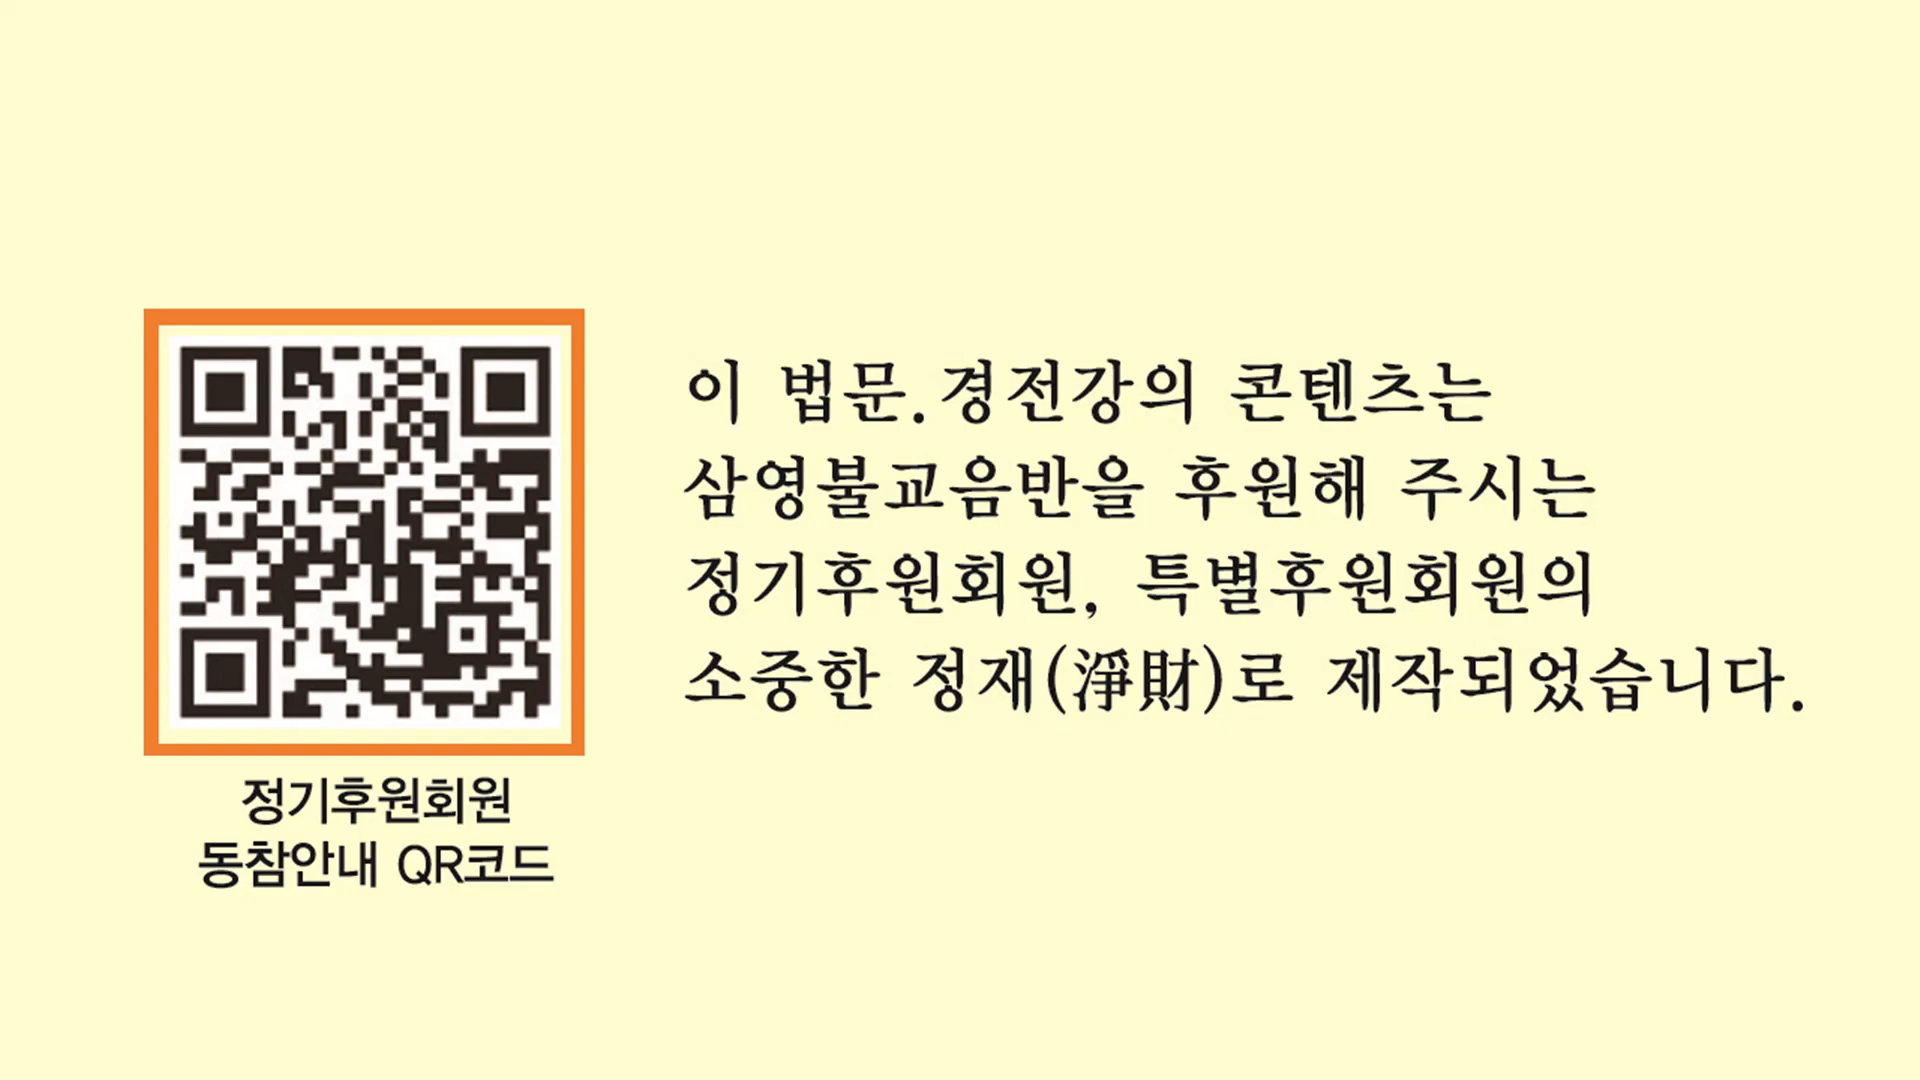 이 법문.경전강의 콘텐츠는
삼영불교음반을 후원해 주시는
정기후원회원, 특별후원회원의
소중한 정재(淨財)로 제작되었습니다.
정기후원회원
동참안내 QR코드